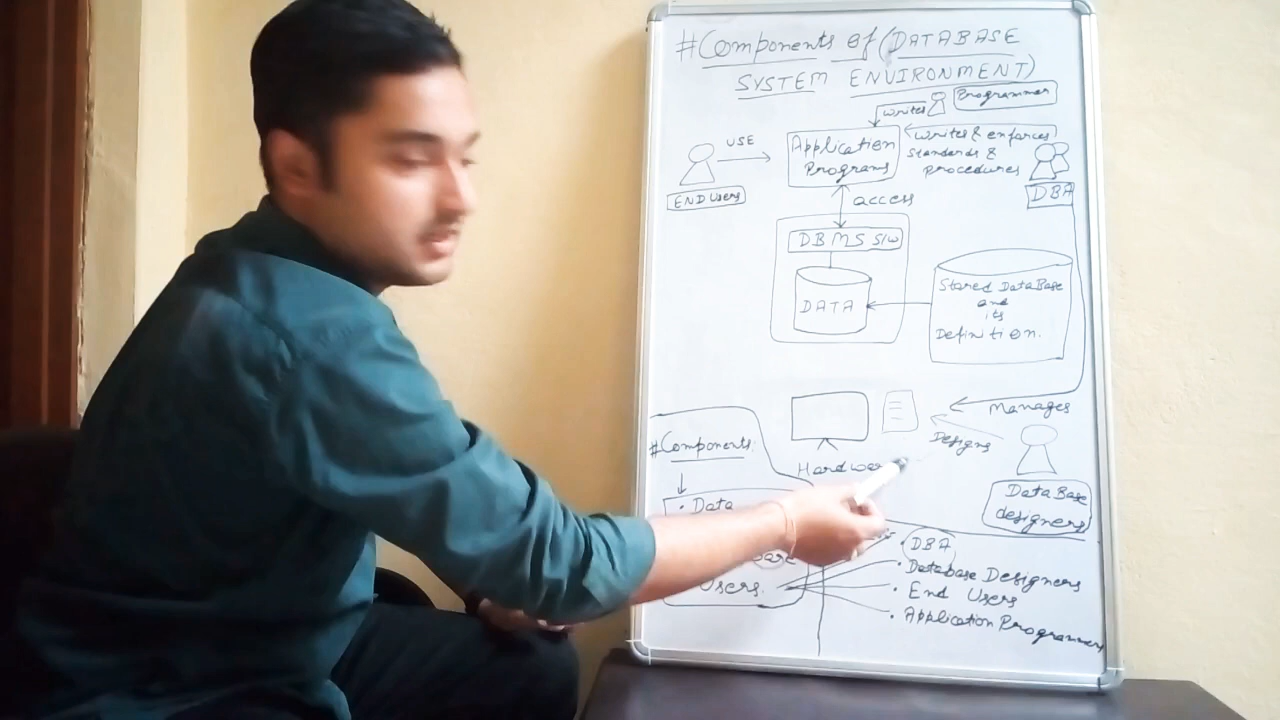 #Components of (DATABASE
SYSTEM ENVIRONMENT)
Programmer
writes
USE
Application
Programs
writes & enforces
standards &
procedures
END Users
DBA
access
DBMS S/W
DATA
Stored DataBase
and
its
Definition.
Manages
Designs
Hardware
DataBase
designers
#Components:
• Data
Users.
• DBA
• Database Designers
• End Users
• Application Programmers